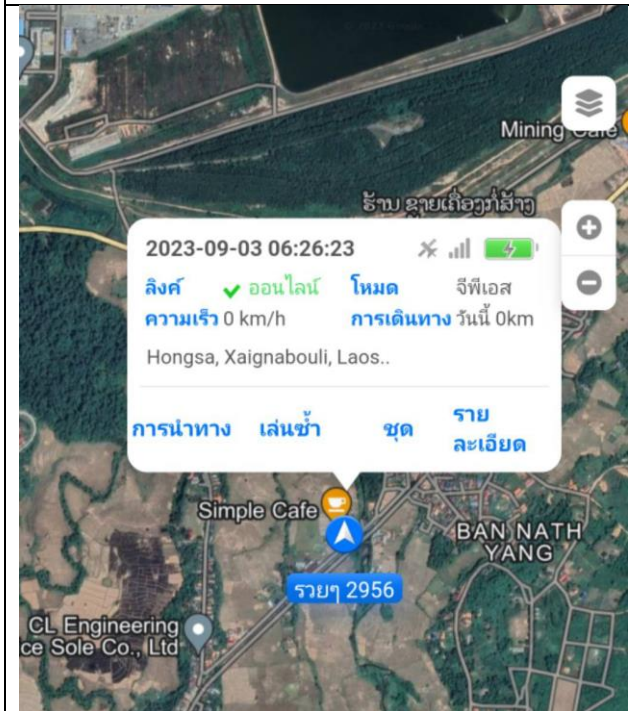 Mining Cafe
ຮ້ານ ຂາຍເຄື່ອງກໍ່ສ້າງ
2023-09-03 06:26:23
ลิงค์ ออนไลน์ โหมด จีพีเอส
ความเร็ว 0 km/h การเดินทาง วันนี้ 0km
Hongsa, Xaignabouli, Laos..
การนำทาง เล่นซ้ำ ชุด ราย
ละเอียด
Simple Cafe
BAN NATH
YANG
รวยๆ 2956
CL Engineering
ce Sole Co., Ltd